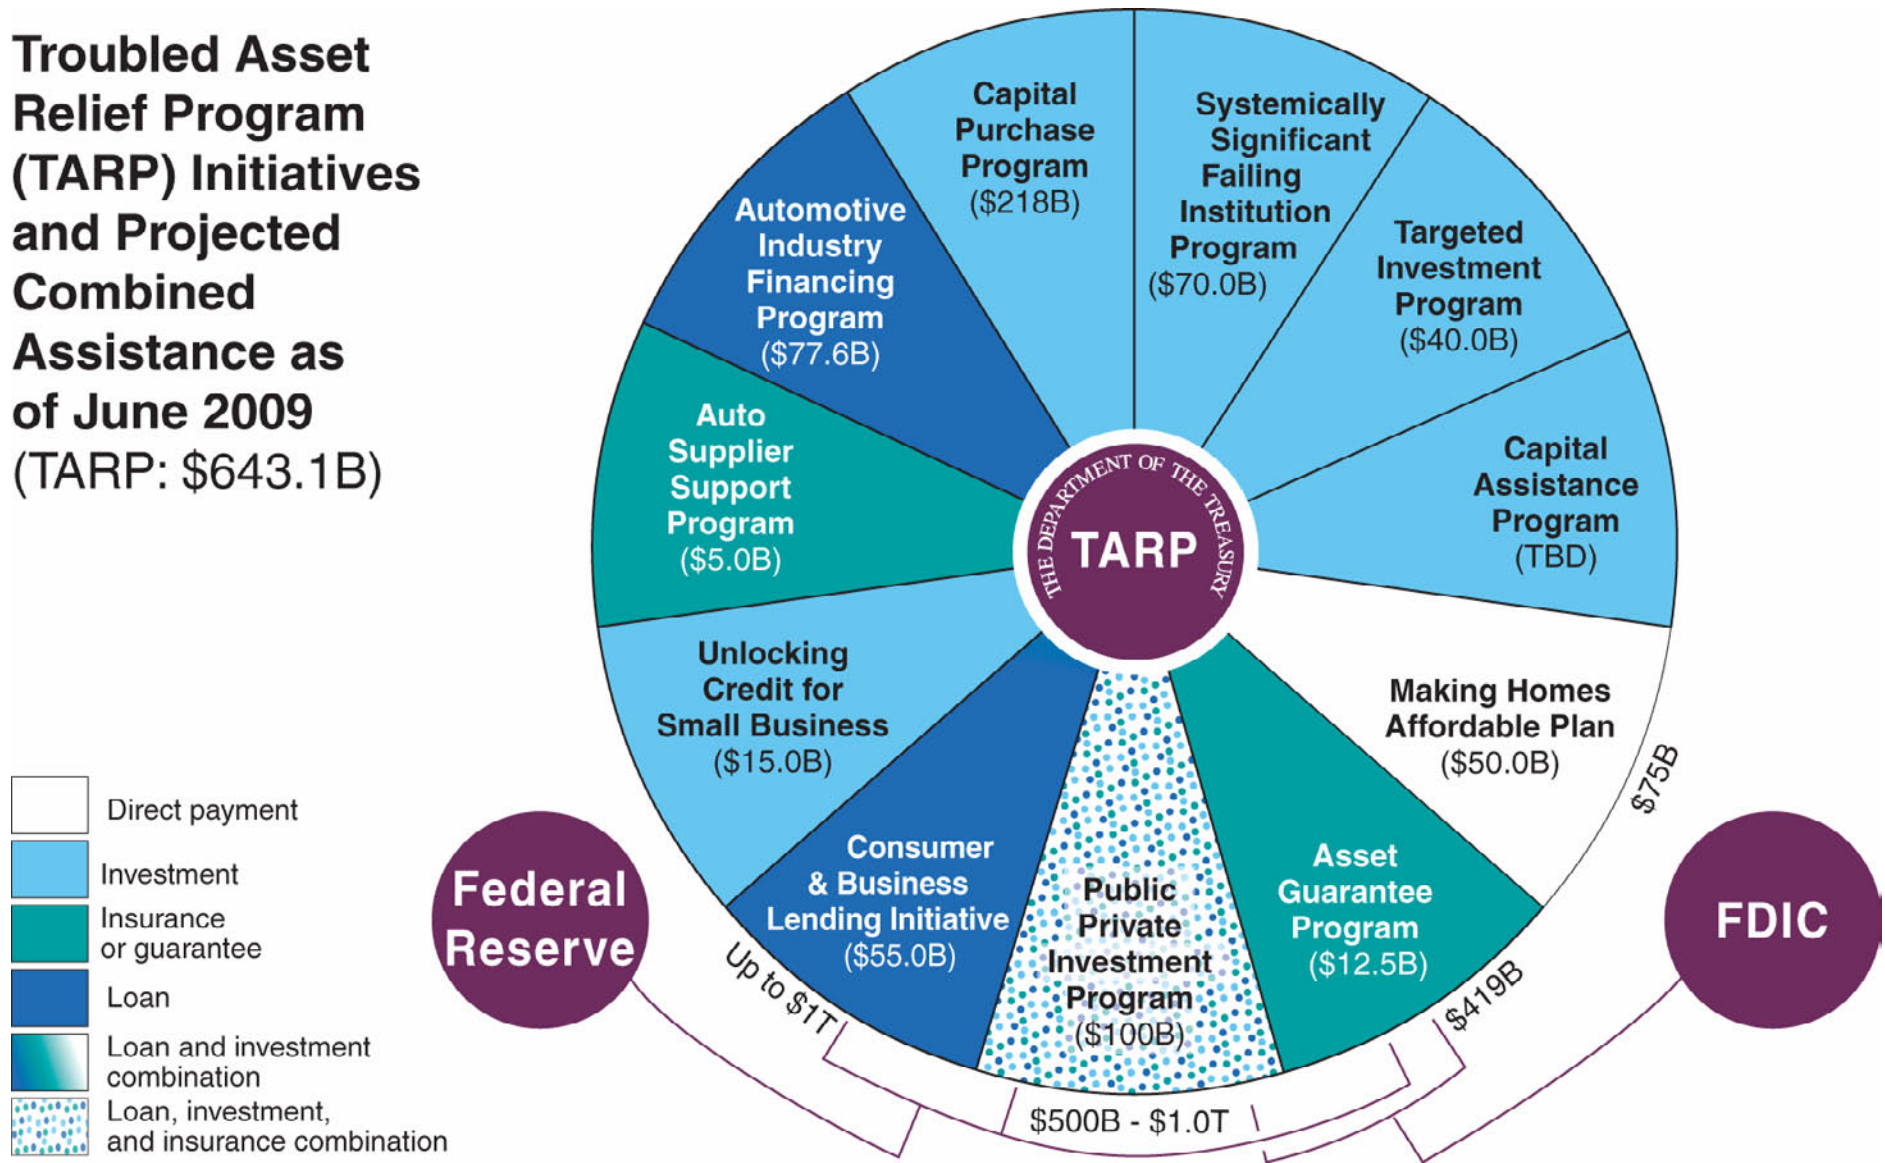 Troubled Asset
Relief Program
(TARP) Initiatives
and Projected
Combined
Assistance as
of June 2009
(TARP: $643.1B)
Capital
Purchase
Program
($218B)
Systemically
Significant
Failing
Institution
Program
($70.0B)
Targeted
Investment
Program
($40.0B)
Capital
Assistance
Program
(TBD)
Making Homes
Affordable Plan
($50.0B)
$75B
Asset
Guarantee
Program
($12.5B)
$419B
Public
Private
Investment
Program
($100B)
$500B - $1.0T
Consumer
& Business
Lending Initiative
($55.0B)
Up to $1T
Unlocking
Credit for
Small Business
($15.0B)
Auto
Supplier
Support
Program
($5.0B)
Automotive
Industry
Financing
Program
($77.6B)
THE DEPARTMENT OF THE TREASURY
TARP
Federal
Reserve
FDIC
Direct payment
Investment
Insurance
or guarantee
Loan
Loan and investment
combination
Loan, investment,
and insurance combination